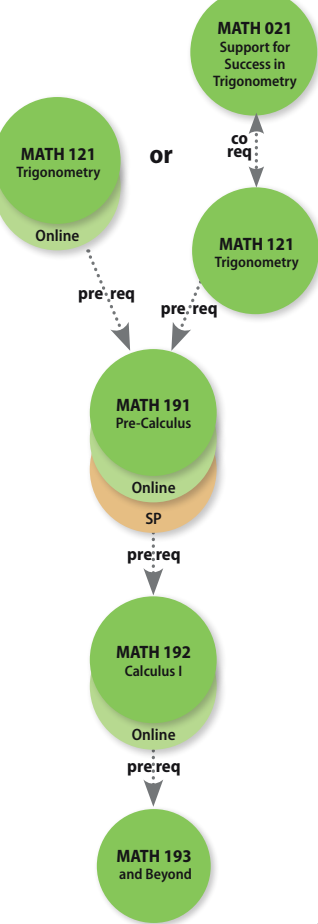 MATH 021
Support for
Success in
Trigonometry
co
req
MATH 121
Trigonometry
Online
or
MATH 121
Trigonometry
pre req
pre req
MATH 191
Pre-Calculus
Online
SP
pre req
MATH 192
Calculus I
Online
pre req
MATH 193
and Beyond